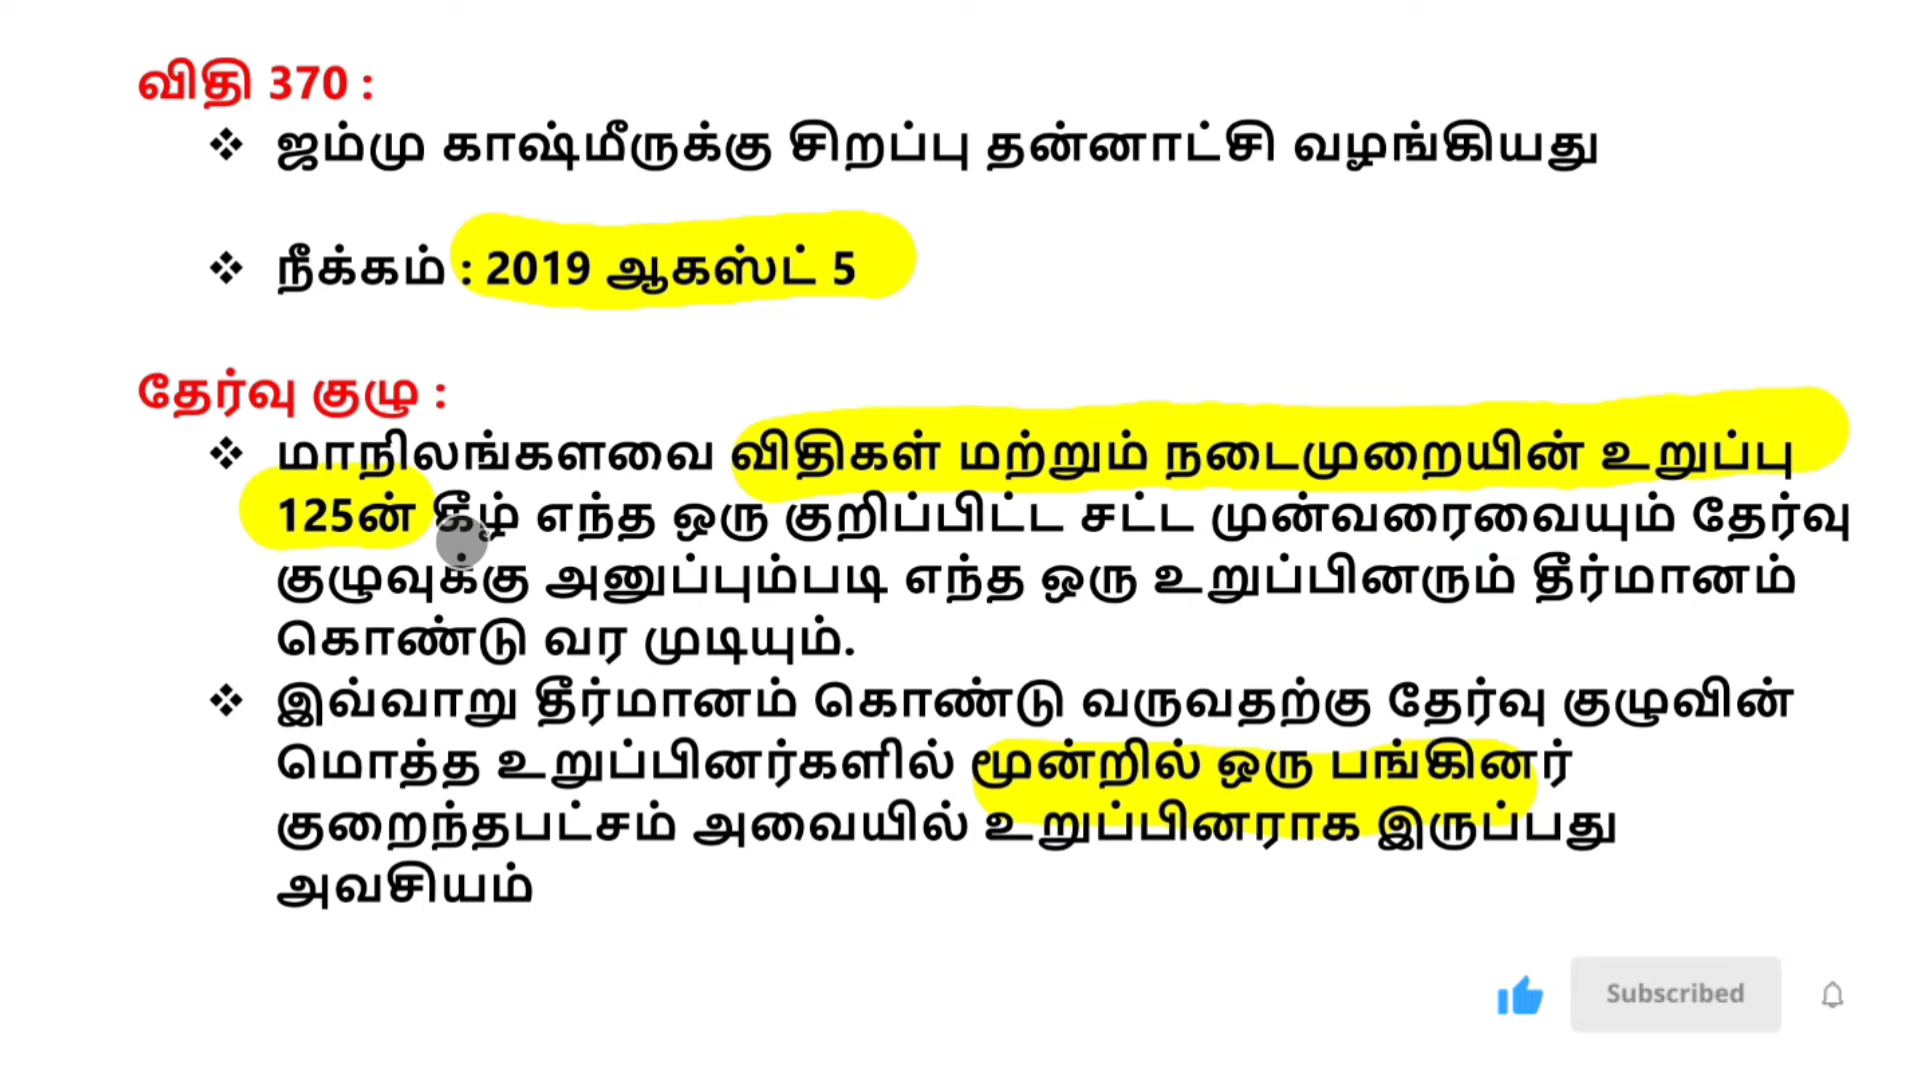 விதி 370 :
❖ ஜம்மு காஷ்மீருக்கு சிறப்பு தன்னாட்சி வழங்கியது
❖ நீக்கம் : 2019 ஆகஸ்ட் 5
தேர்வு குழு :
❖ மாநிலங்களவை விதிகள் மற்றும் நடைமுறையின் உறுப்பு
125ன் கீழ் எந்த ஒரு குறிப்பிட்ட சட்ட முன்வரைவையும் தேர்வு
குழுவுக்கு அனுப்பும்படி எந்த ஒரு உறுப்பினரும் தீர்மானம்
கொண்டு வர முடியும்.
❖ இவ்வாறு தீர்மானம் கொண்டு வருவதற்கு தேர்வு குழுவின்
மொத்த உறுப்பினர்களில் மூன்றில் ஒரு பங்கினர்
குறைந்தபட்சம் அவையில் உறுப்பினராக இருப்பது
அவசியம்
Subscribed